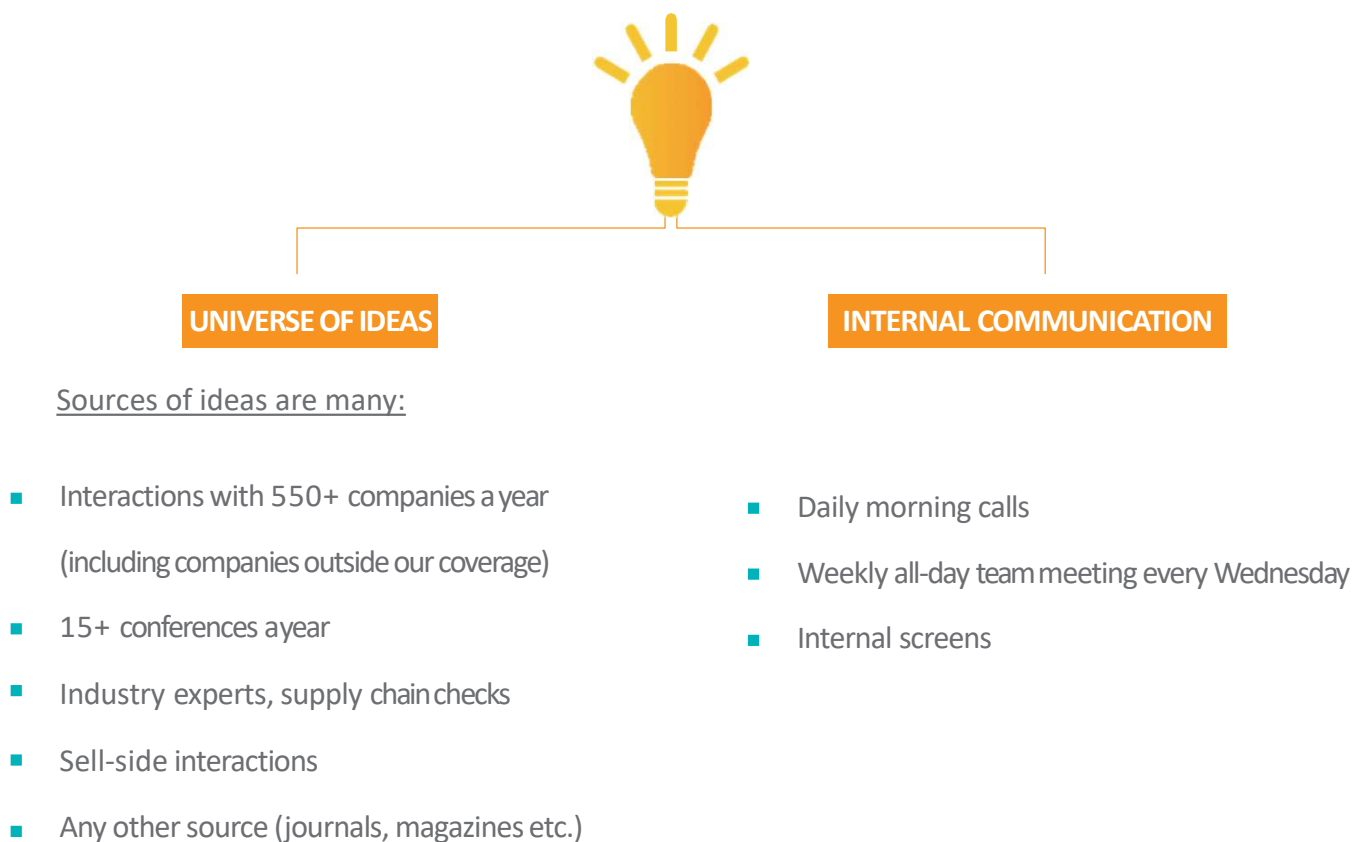 UNIVERSE OF IDEAS
Sources of ideas are many:
Interactions with 550+ companies a year
(including companies outside our coverage)
15+ conferences ayear
Industry experts, supply chain checks
Sell-side interactions
Any other source (journals, magazines etc.)
INTERNAL COMMUNICATION
Daily morning calls
Weekly all-day team meeting every Wednesday
Internal screens